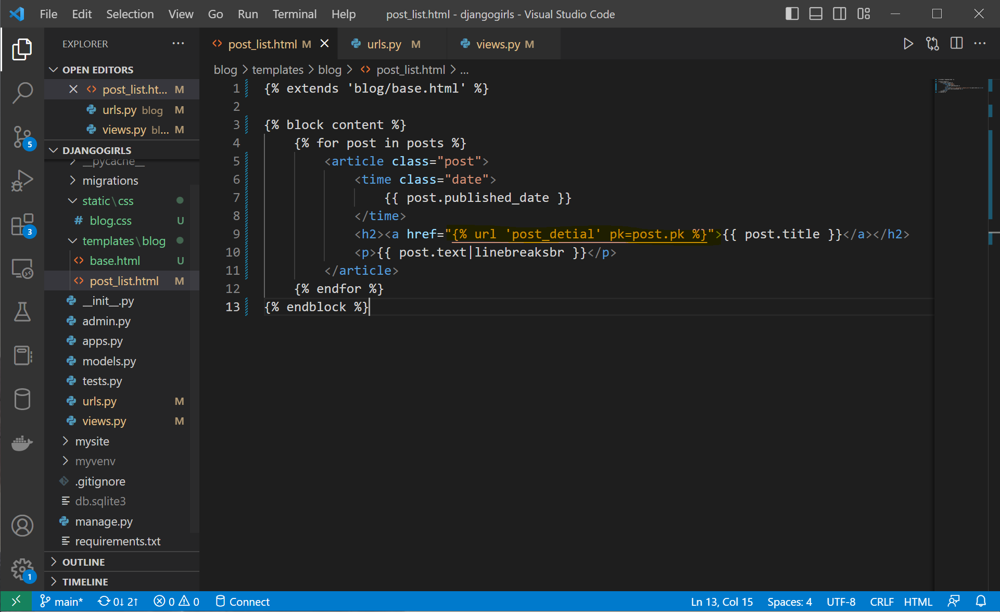 File Edit Selection View Go Run Terminal Help post_list.html - djangogirls - Visual Studio Code
EXPLORER ...
OPEN EDITORS
post_list.ht... M
urls.py blog M
views.py bl... M
DJANGOGIRLS
__pycache__
migrations
static\css
# blog.css U
templates\blog
<> base.html U
<> post_list.html M
__init__.py
admin.py
apps.py
models.py
tests.py
urls.py M
views.py M
mysite
myvenv
.gitignore
db.sqlite3
manage.py
requirements.txt
OUTLINE
TIMELINE
5
3
1
<> post_list.html M urls.py M views.py M ...
blog > templates > blog > <> post_list.html > ...
1 {% extends 'blog/base.html' %}
2
3 {% block content %}
4 {% for post in posts %}
5 <article class="post">
6 <time class="date">
7 {{ post.published_date }}
8 </time>
9 <h2><a href="{% url 'post_detial' pk=post.pk %}">{{ post.title }}</a></h2>
10 <p>{{ post.text|linebreaksbr }}</p>
11 </article>
12 {% endfor %}
13 {% endblock %}
main* 0↓ 2↑ 0 0 Connect Ln 13, Col 15 Spaces: 4 UTF-8 CRLF HTML